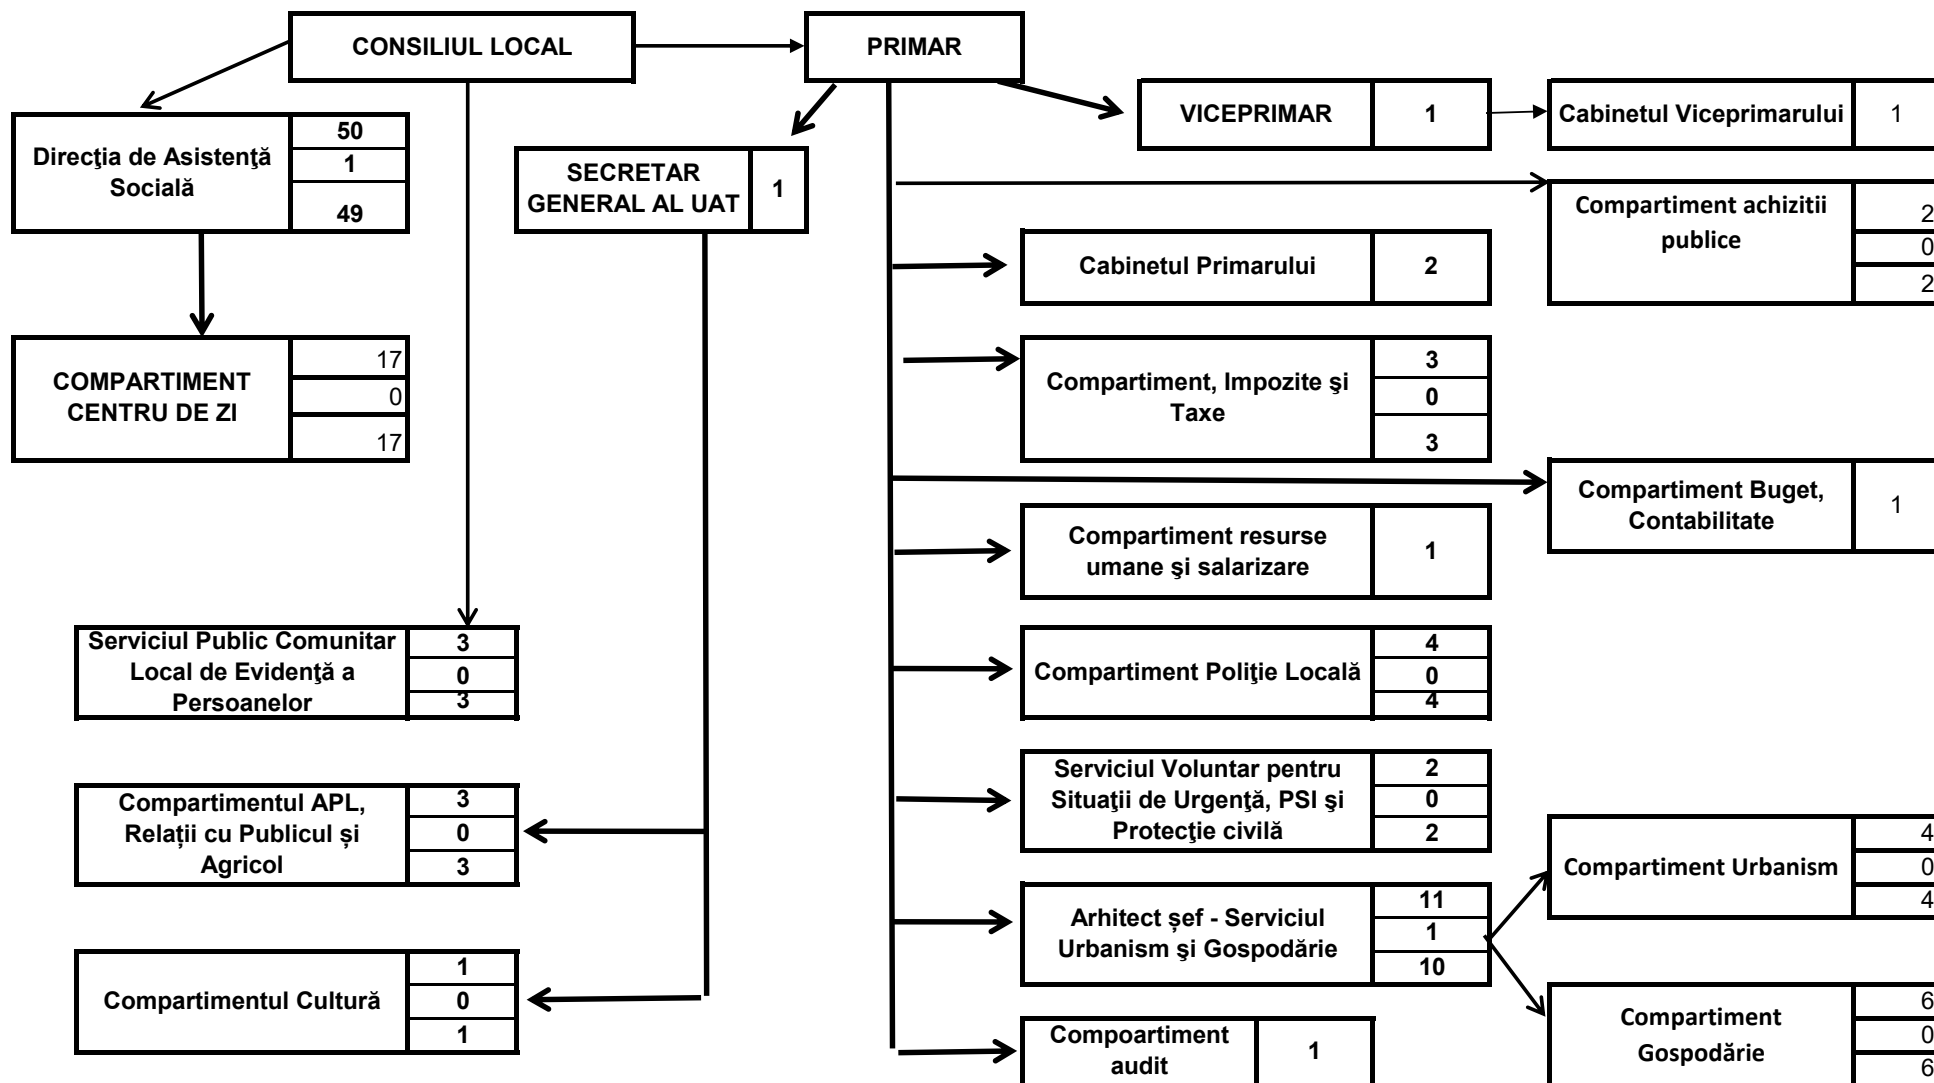 CONSILIUL LOCAL
PRIMAR
VICEPRIMAR
1
Cabinetul Viceprimarului
1
Direcţia de Asistenţă
Socială
50
1
49
SECRETAR
GENERAL AL UAT
1
Compartiment achizitii
publice
2
0
2
Cabinetul Primarului
2
COMPARTIMENT
CENTRU DE ZI
17
0
17
Compartiment, Impozite şi
Taxe
3
0
3
Compartiment Buget,
Contabilitate
1
Compartiment resurse
umane şi salarizare
1
Serviciul Public Comunitar
Local de Evidenţă a
Persoanelor
3
0
3
Compartiment Poliţie Locală
4
0
4
Compartimentul APL,
Relații cu Publicul și
Agricol
3
0
3
Serviciul Voluntar pentru
Situaţii de Urgenţă, PSI şi
Protecţie civilă
2
0
2
Compartiment Urbanism
4
0
4
Arhitect șef - Serviciul
Urbanism şi Gospodărie
11
1
10
Compartimentul Cultură
1
0
1
Compoartiment
audit
1
Compartiment
Gospodărie
6
0
6